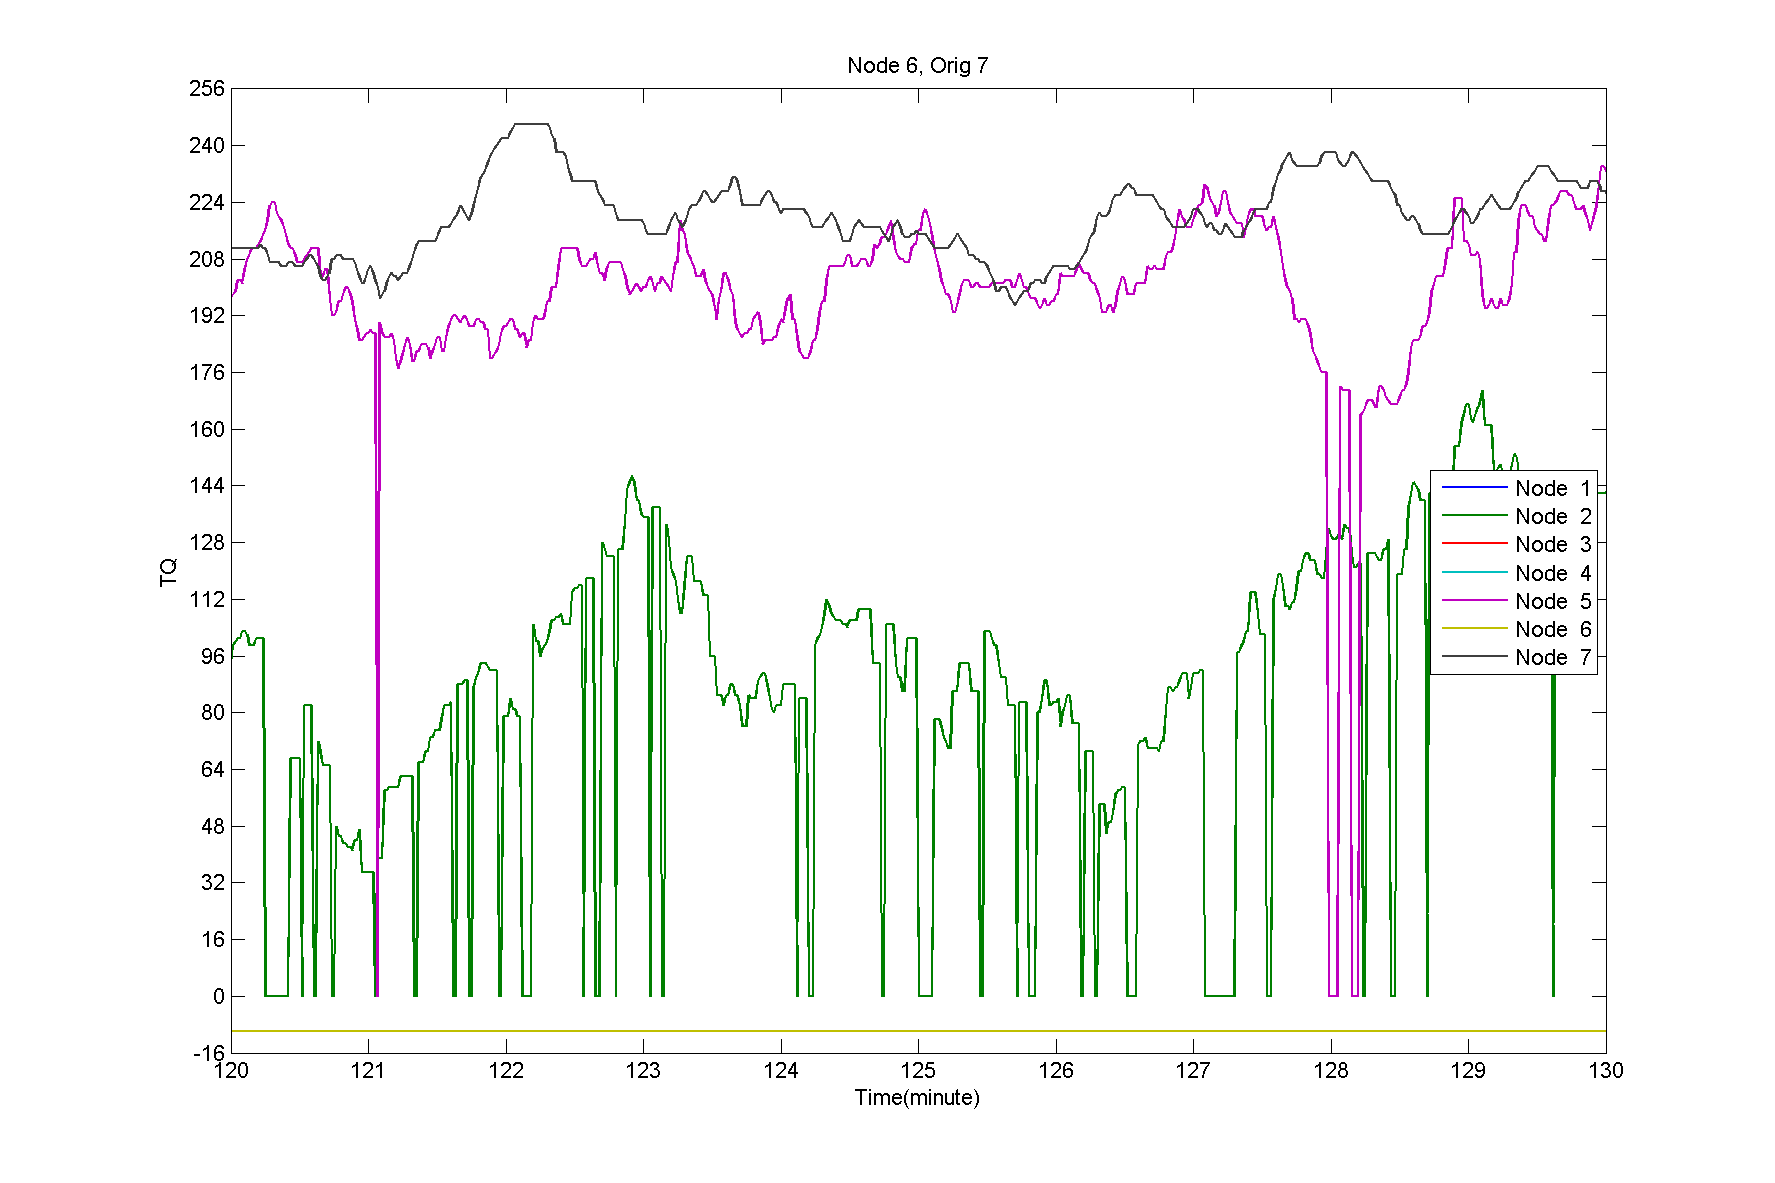 Node 6, Orig 7
256
240
224
208
192
176
160
144
128
112
96
80
64
48
32
16
0
-16
TQ
Node 1
Node 2
Node 3
Node 4
Node 5
Node 6
Node 7
120 121 122 123 124 125 126 127 128 129 130
Time(minute)